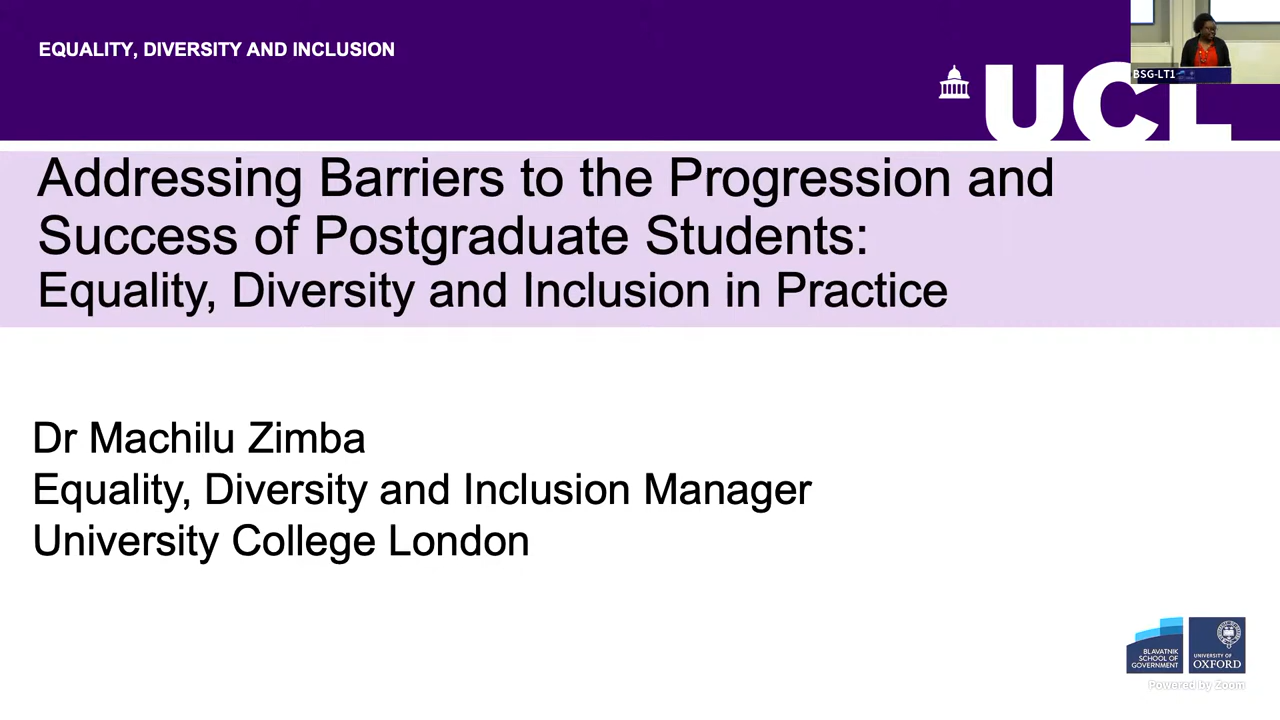 EQUALITY, DIVERSITY AND INCLUSION
BSG-LT1
UCL
Addressing Barriers to the Progression and
Success of Postgraduate Students:
Equality, Diversity and Inclusion in Practice
Dr Machilu Zimba
Equality, Diversity and Inclusion Manager
University College London
BLAVATNIK
SCHOOL OF
GOVERNMENT
UNIVERSITY OF
OXFORD
Powered by Zoom